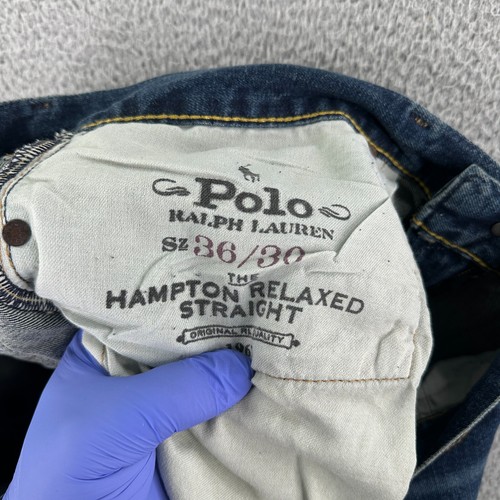 Polo
RALPH LAUREN
SZ 36/30
THE
HAMPTON RELAXED
STRAIGHT
ORIGINAL QUALITY